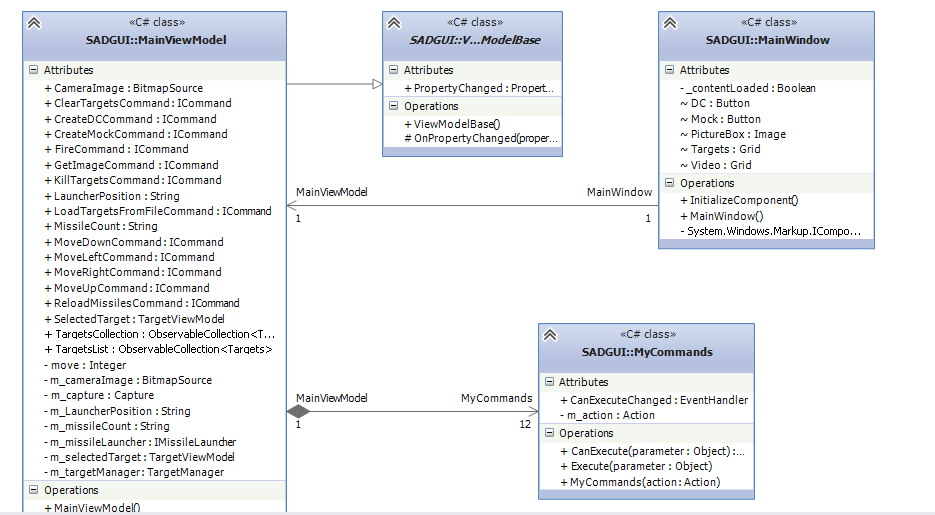 «C# class»
SADGUI::MainViewModel
Attributes
+ CameraImage : BitmapSource
+ ClearTargetsCommand : ICommand
+ CreateDCCommand : ICommand
+ CreateMockCommand : ICommand
+ FireCommand : ICommand
+ GetImageCommand : ICommand
+ KillTargetsCommand : ICommand
+ LauncherPosition : String
+ LoadTargetsFromFileCommand : ICommand
+ MissileCount : String
+ MoveDownCommand : ICommand
+ MoveLeftCommand : ICommand
+ MoveRightCommand : ICommand
+ MoveUpCommand : ICommand
+ ReloadMissilesCommand : ICommand
+ SelectedTarget : TargetViewModel
+ TargetsCollection : ObservableCollection<T...
+ TargetsList : ObservableCollection<Targets>
- move : Integer
- m_cameraImage : BitmapSource
- m_capture : Capture
- m_LauncherPosition : String
- m_missileCount : String
- m_missileLauncher : IMissileLauncher
- m_selectedTarget : TargetViewModel
- m_targetManager : TargetManager
Operations
+ MainViewModel()
«C# class»
SADGUI::V...ModelBase
Attributes
+ PropertyChanged : Propert...
Operations
+ ViewModelBase()
# OnPropertyChanged(proper...
«C# class»
SADGUI::MainWindow
Attributes
- _contentLoaded : Boolean
~ DC : Button
~ Mock : Button
~ PictureBox : Image
~ Targets : Grid
~ Video : Grid
Operations
+ InitializeComponent()
+ MainWindow()
- System.Windows.Markup.ICompo...
MainViewModel
MainWindow
1
1
MainViewModel
MyCommands
1
12
«C# class»
SADGUI::MyCommands
Attributes
+ CanExecuteChanged : EventHandler
- m_action : Action
Operations
+ CanExecute(parameter : Object) :...
+ Execute(parameter : Object)
+ MyCommands(action : Action)